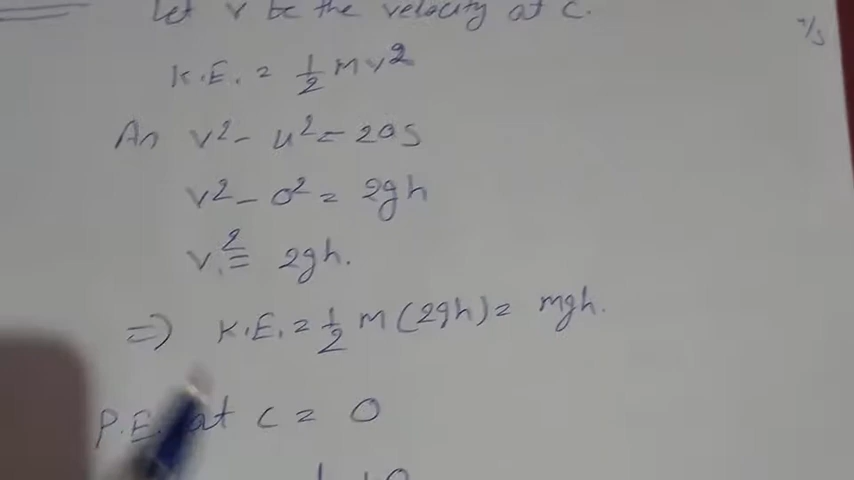 Let v be the velocity at C.
K.E. = 1/2 mv²
As v² - u² = 2as
v² - 0² = 2gh
v² = 2gh.
=> K.E. = 1/2 m (2gh) = mgh.
P.E. at C = 0